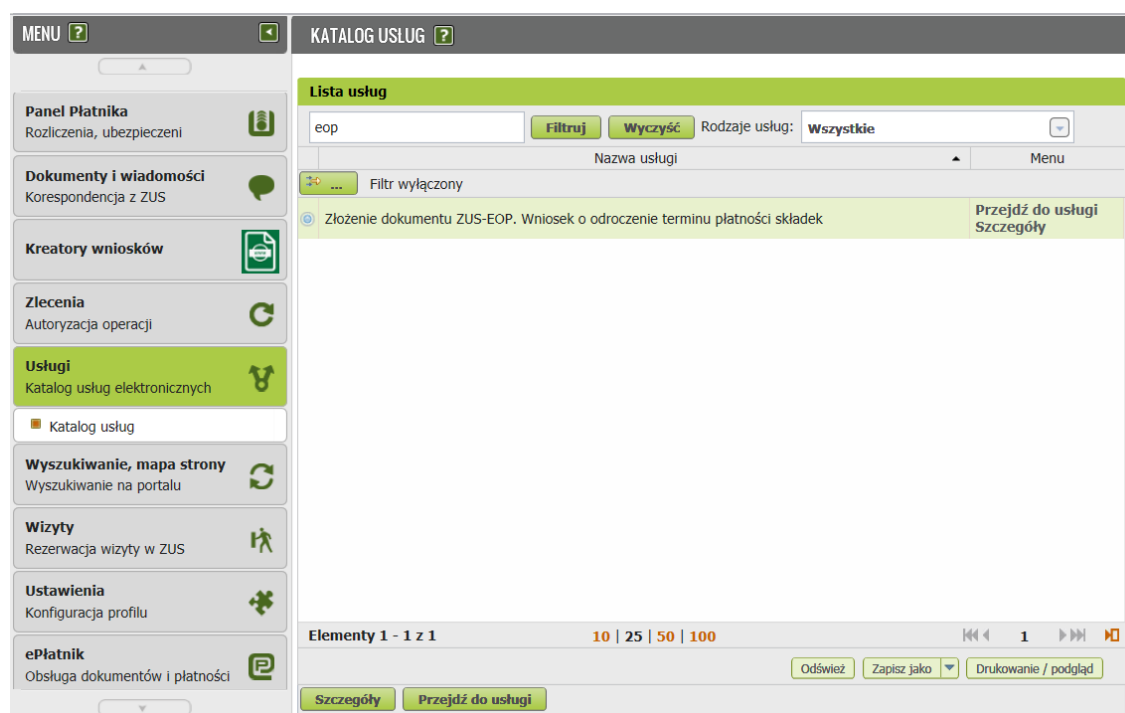 MENU ?
KATALOG USLUG ?
Panel Płatnika
Rozliczenia, ubezpieczeni
Dokumenty i wiadomości
Korespondencja z ZUS
Kreatory wniosków
Zlecenia
Autoryzacja operacji
Usługi
Katalog usług elektronicznych
Katalog usług
Wyszukiwanie, mapa strony
Wyszukiwanie na portalu
Wizyty
Rezerwacja wizyty w ZUS
Ustawienia
Konfiguracja profilu
ePłatnik
Obsługa dokumentów i płatności
Lista usług
eop Filtruj Wyczyść Rodzaje usług: Wszystkie
Nazwa usługi Menu
... Filtr wyłączony
Złożenie dokumentu ZUS-EOP. Wniosek o odroczenie terminu płatności składek Przejdź do usługi
Szczegóły
Elementy 1 - 1 z 1 10 | 25 | 50 | 100 1
Odśwież Zapisz jako Drukowanie / podgląd
Szczegóły Przejdź do usługi